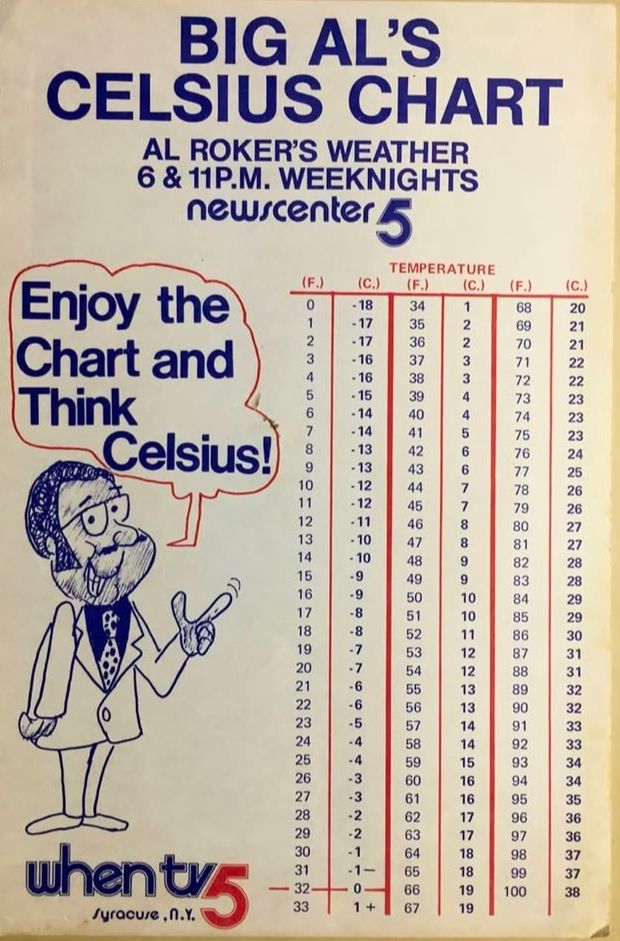 BIG AL'S
CELSIUS CHART
AL ROKER'S WEATHER
6 & 11P.M. WEEKNIGHTS
newscenter 5
Enjoy the
Chart and
Think
Celsius!
TEMPERATURE
(F.) (C.) (F.) (C.) (F.) (C.)
0 -18 34 1 68 20
1 -17 35 2 69 21
2 -17 36 2 70 21
3 -16 37 3 71 22
4 -16 38 3 72 22
5 -15 39 4 73 23
6 -14 40 4 74 23
7 -14 41 5 75 23
8 -13 42 6 76 24
9 -13 43 6 77 25
10 -12 44 7 78 26
11 -12 45 7 79 26
12 -11 46 8 80 27
13 -10 47 8 81 27
14 -10 48 9 82 28
15 -9 49 9 83 28
16 -9 50 10 84 29
17 -8 51 10 85 29
18 -8 52 11 86 30
19 -7 53 12 87 31
20 -7 54 12 88 31
21 -6 55 13 89 32
22 -6 56 13 90 32
23 -5 57 14 91 33
24 -4 58 14 92 33
25 -4 59 15 93 34
26 -3 60 16 94 34
27 -3 61 16 95 35
28 -2 62 17 96 36
29 -2 63 17 97 36
30 -1 64 18 98 37
31 -1– 65 18 99 37
32 0 66 19 100 38
33 1+ 67 19
when tv5
Syracuse, N.Y.